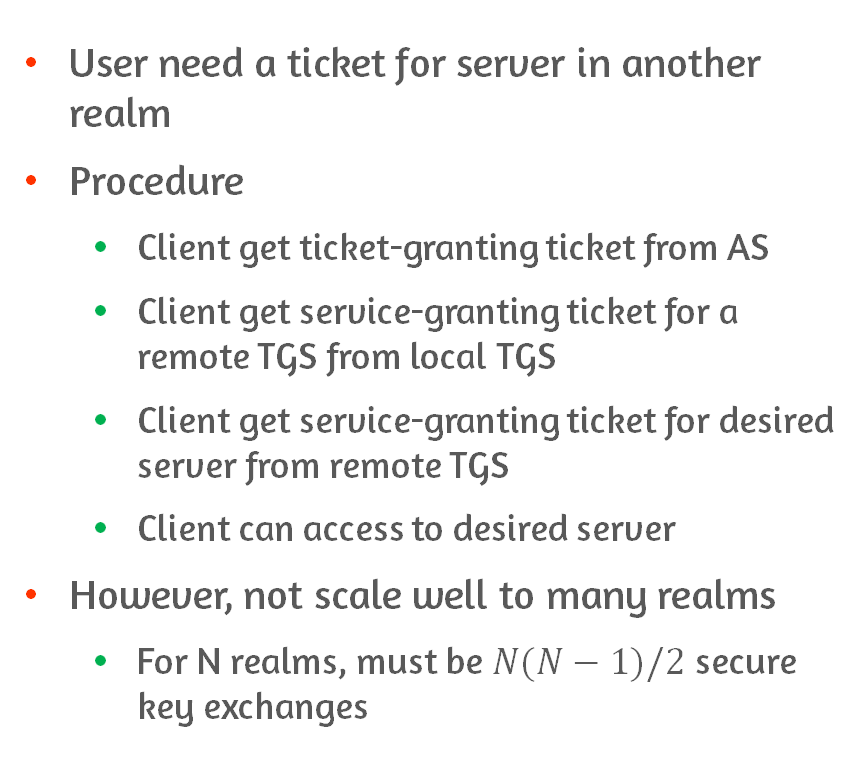 • User need a ticket for server in another
realm
• Procedure
• Client get ticket-granting ticket from AS
• Client get service-granting ticket for a
remote TGS from local TGS
• Client get service-granting ticket for desired
server from remote TGS
• Client can access to desired server
• However, not scale well to many realms
• For N realms, must be N(N − 1)/2 secure
key exchanges